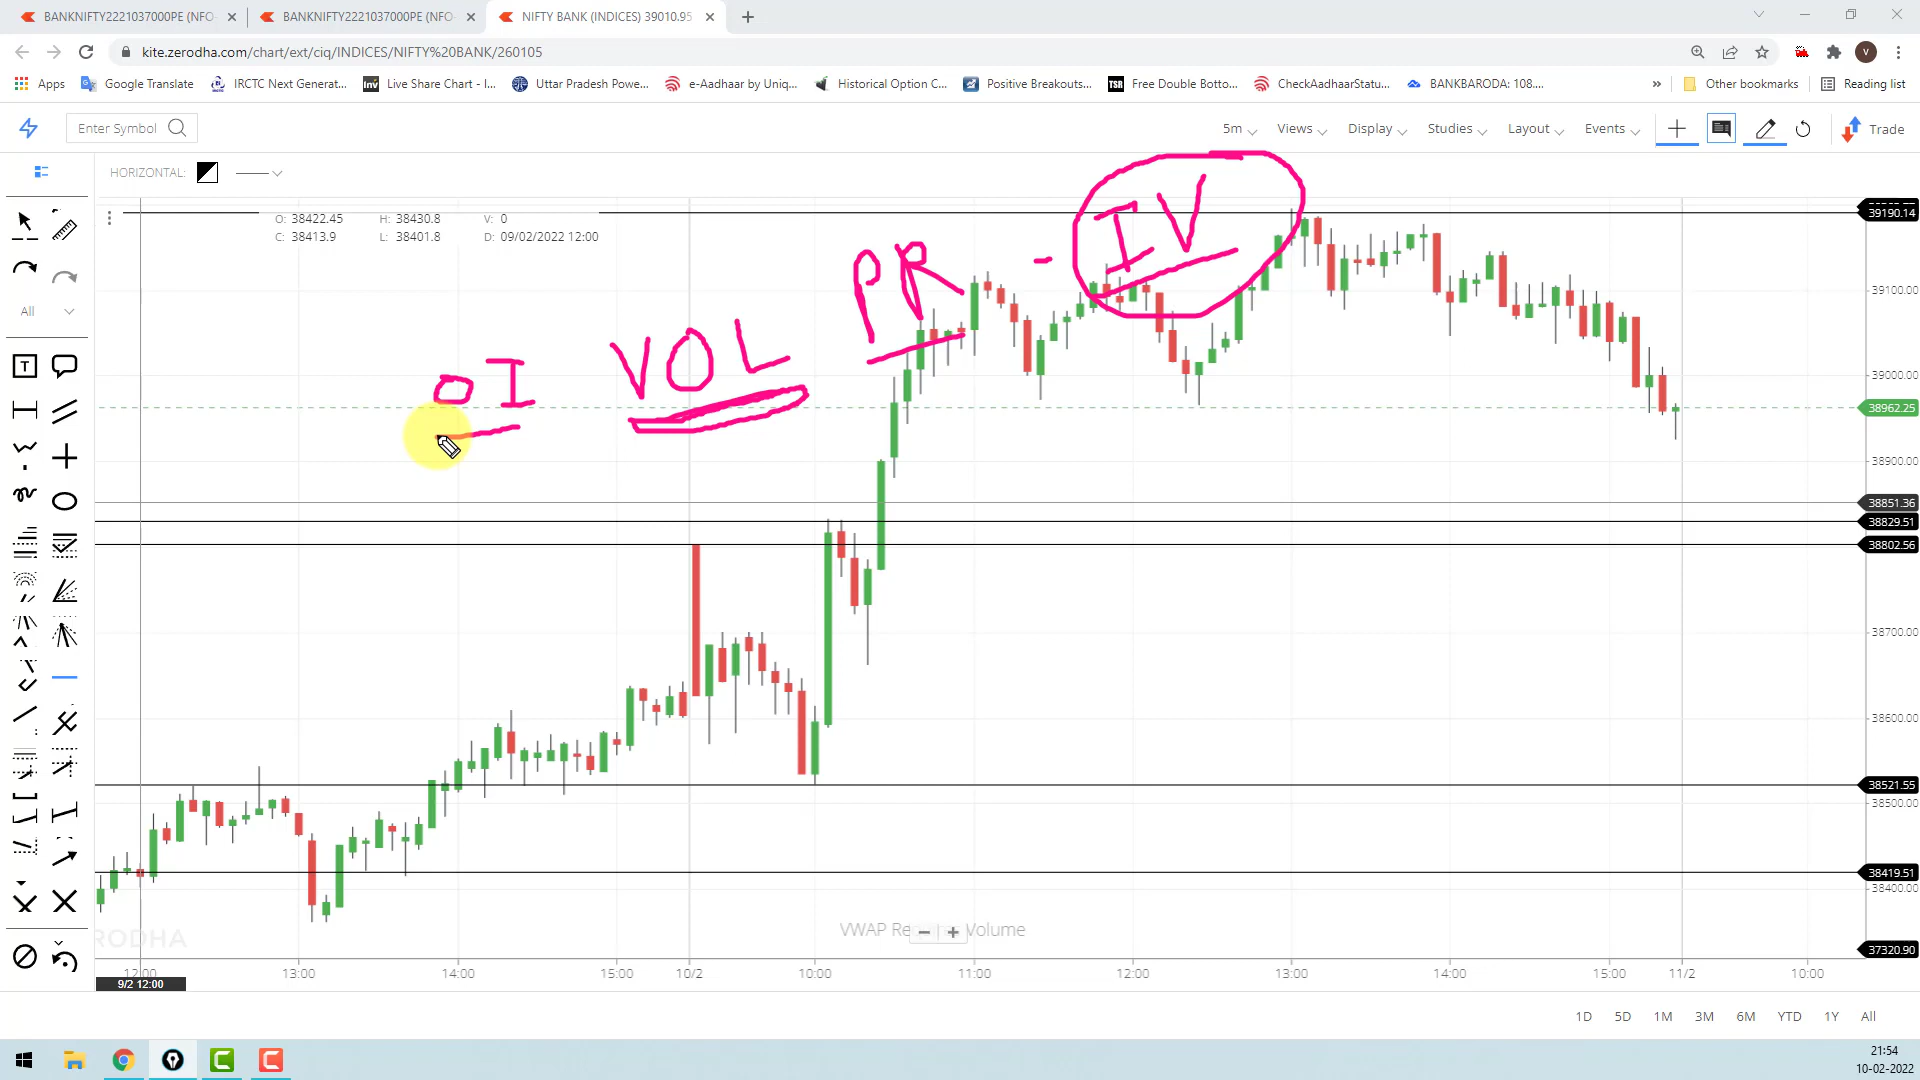 BANKNIFTY2221037000PE (NFO-
BANKNIFTY2221037000PE (NFO-
NIFTY BANK (INDICES) 39010.95
kite.zerodha.com/chart/ext/ciq/INDICES/NIFTY%20BANK/260105
V
Apps
Google Translate
IRCTC Next Generat...
Inv Live Share Chart - I...
Uttar Pradesh Powe...
e-Aadhaar by Uniq...
Historical Option C...
Positive Breakouts...
TSR Free Double Botto...
CheckAadhaarStatu...
BANKBARODA: 108....
»
Other bookmarks
Reading list
Enter Symbol
5m
Views
Display
Studies
Layout
Events
Trade
HORIZONTAL:
O: 38422.45 H: 38430.8 V: 0
C: 38413.9 L: 38401.8 D: 09/02/2022 12:00
All
T
OI VOL PR - IV
39190.14
39100.00
39000.00
38962.25
38900.00
38851.36
38829.51
38802.56
38700.00
38600.00
38521.55
38500.00
38419.51
38400.00
37320.90
VWAP Re
Volume
12:00 13:00 14:00 15:00 10/2 10:00 11:00 12:00 13:00 14:00 15:00 11/2 10:00
9/2 12:00
1D 5D 1M 3M 6M YTD 1Y All
21:54
10-02-2022